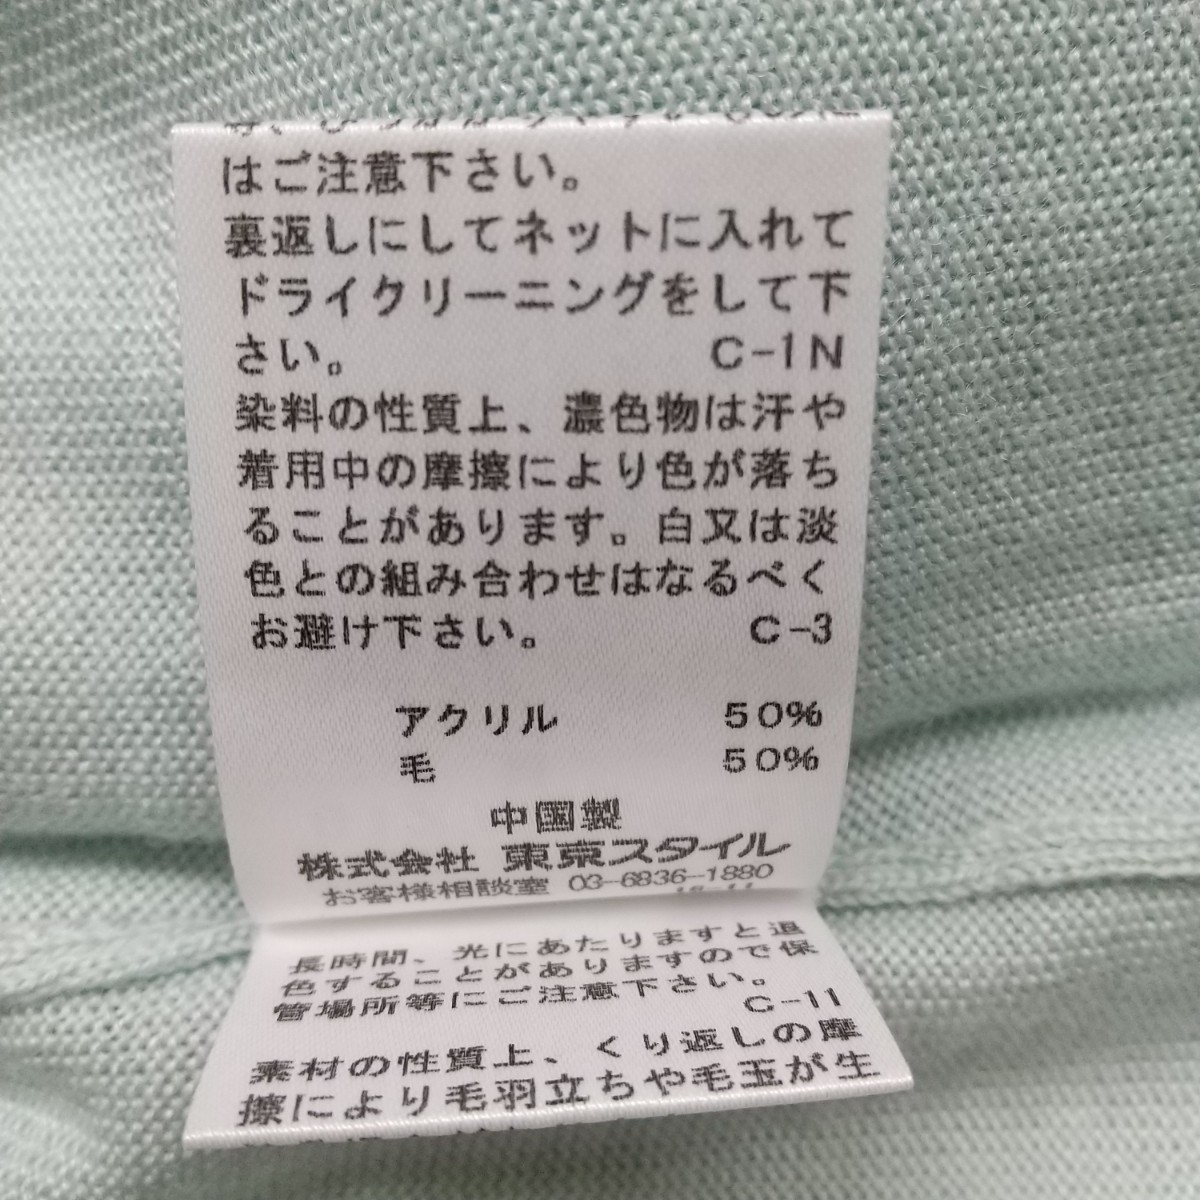 はご注意下さい。
裏返しにしてネットに入れて
ドライクリーニングをして下
さい。 C-1N
染料の性質上、濃色物は汗や
着用中の摩擦により色が落ち
ることがあります。白又は淡
色との組み合わせはなるべく
お避け下さい。 C-3
アクリル 50%
毛 50%
中国製
株式会社 東京スタイル
お客様相談室 03-6836-1880
長時間、光にあたりますと退
色することがありますので保
管場所等にご注意下さい。
C-11
素材の性質上、くり返しの摩
擦により毛羽立ちや毛玉が生